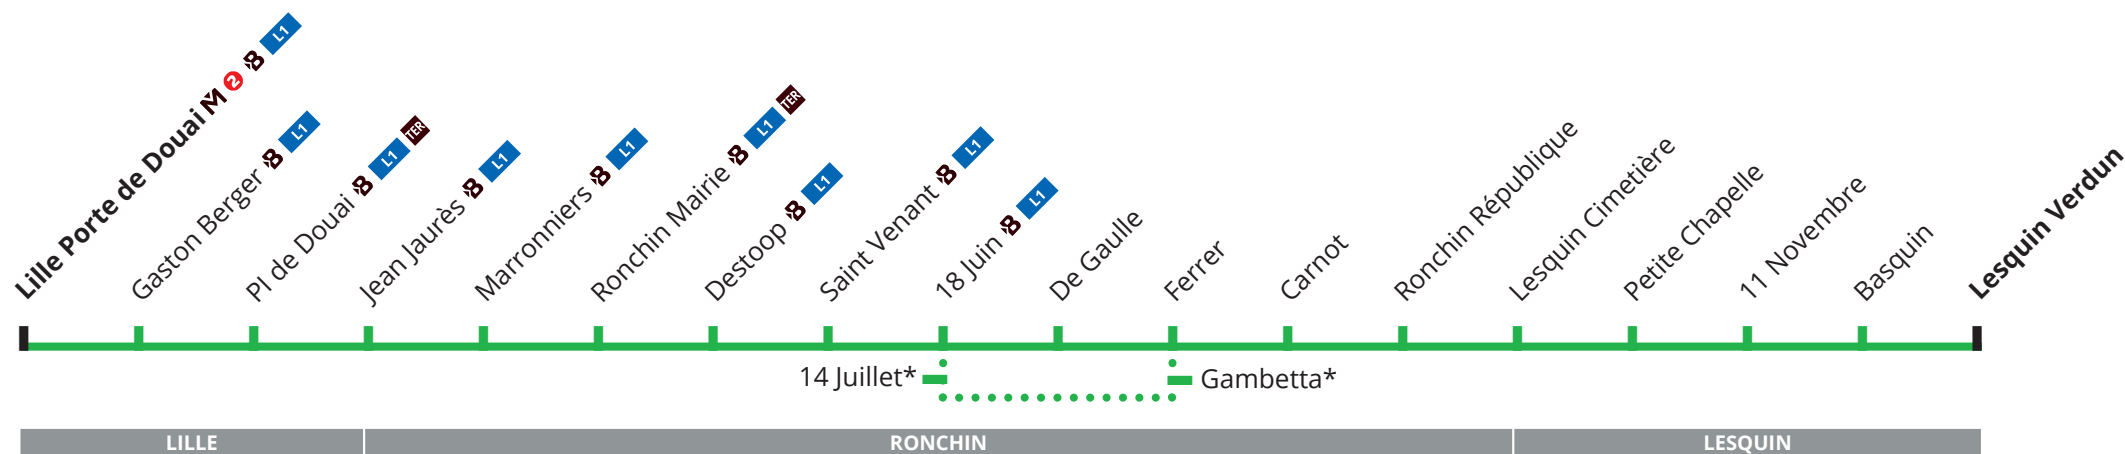 Lille Porte de Douai M 2 B L1
Gaston Berger B L1
Pl de Douai B L1 TER
Jean Jaurès B L1
Marronniers B L1
Ronchin Mairie B L1 TER
Destoop B L1
Saint Venant B L1
18 Juin B L1
De Gaulle
Ferrer
Carnot
Ronchin République
Lesquin Cimetière
Petite Chapelle
11 Novembre
Basquin
Lesquin Verdun
14 Juillet*
Gambetta*
LILLE
RONCHIN
LESQUIN